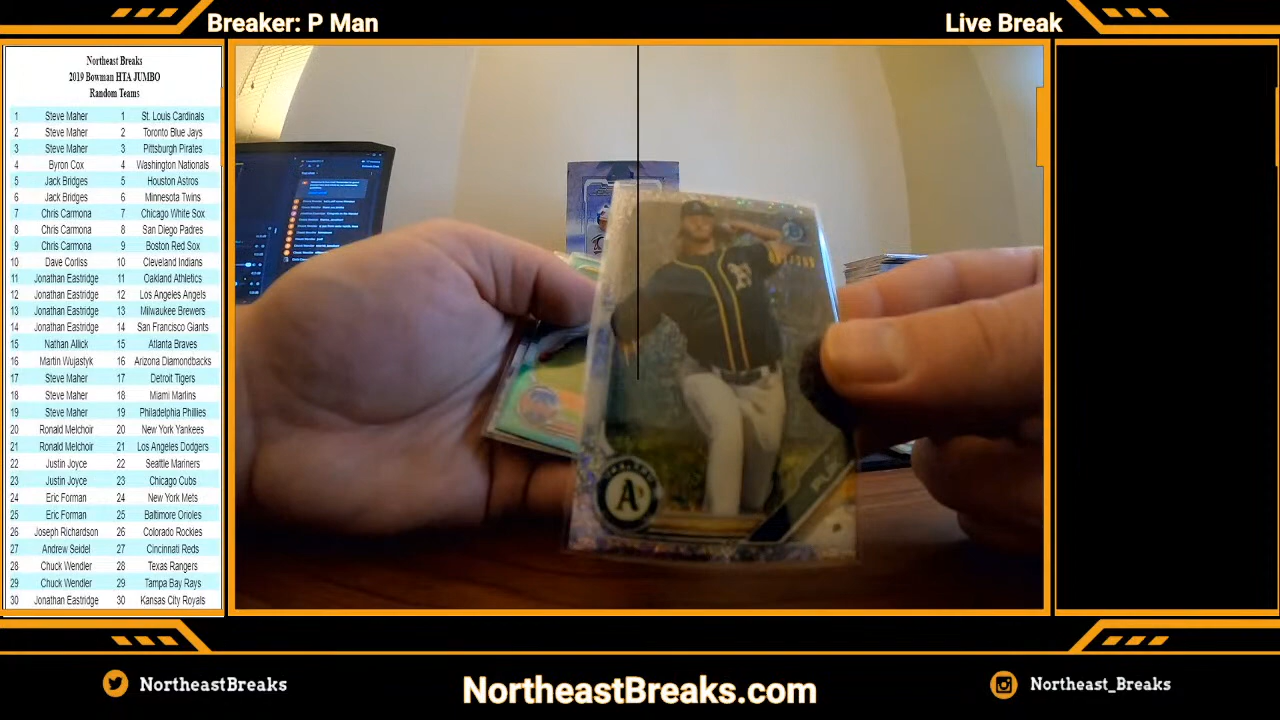 Breaker: P Man
Live Break
Northeast Breaks
2019 Bowman HTA JUMBO
Random Teams
1 Steve Maher 1 St. Louis Cardinals
2 Steve Maher 2 Toronto Blue Jays
3 Steve Maher 3 Pittsburgh Pirates
4 Byron Cox 4 Washington Nationals
5 Jack Bridges 5 Houston Astros
6 Jack Bridges 6 Minnesota Twins
7 Chris Carmona 7 Chicago White Sox
8 Chris Carmona 8 San Diego Padres
9 Chris Carmona 9 Boston Red Sox
10 Dave Corliss 10 Cleveland Indians
11 Jonathan Eastridge 11 Oakland Athletics
12 Jonathan Eastridge 12 Los Angeles Angels
13 Jonathan Eastridge 13 Milwaukee Brewers
14 Jonathan Eastridge 14 San Francisco Giants
15 Nathan Allick 15 Atlanta Braves
16 Martin Wujastyk 16 Arizona Diamondbacks
17 Steve Maher 17 Detroit Tigers
18 Steve Maher 18 Miami Marlins
19 Steve Maher 19 Philadelphia Phillies
20 Ronald Melchoir 20 New York Yankees
21 Ronald Melchoir 21 Los Angeles Dodgers
22 Justin Joyce 22 Seattle Mariners
23 Justin Joyce 23 Chicago Cubs
24 Eric Forman 24 New York Mets
25 Eric Forman 25 Baltimore Orioles
26 Joseph Richardson 26 Colorado Rockies
27 Andrew Seidel 27 Cincinnati Reds
28 Chuck Wendler 28 Texas Rangers
29 Chuck Wendler 29 Tampa Bay Rays
30 Jonathan Eastridge 30 Kansas City Royals
A's
NortheastBreaks
NortheastBreaks.com
Northeast_Breaks